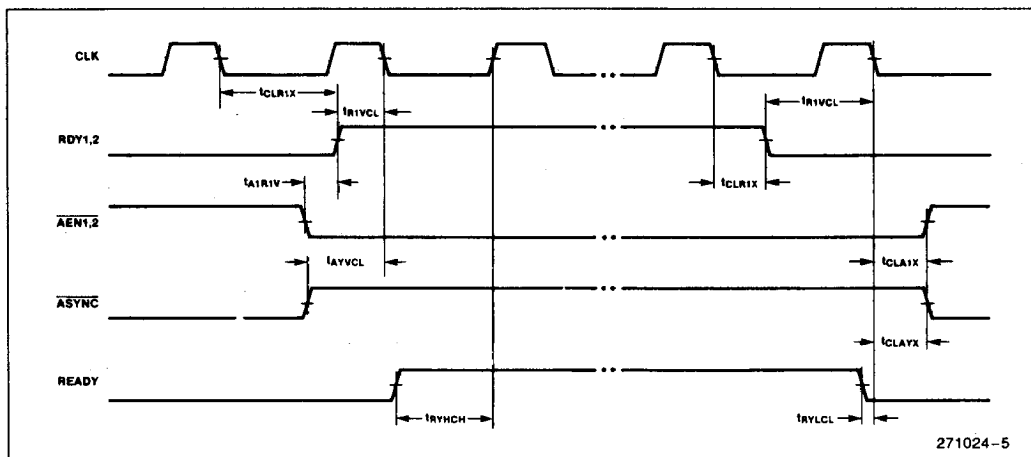 CLK
tCLR1X
tR1VCL
tR1VCL
RDY1,2
tA1R1V
tCLR1X
AEN1,2
tAYVCL
tCLA1X
ASYNC
tCLAYX
READY
tRYHCH
tRYLCL
271024-5